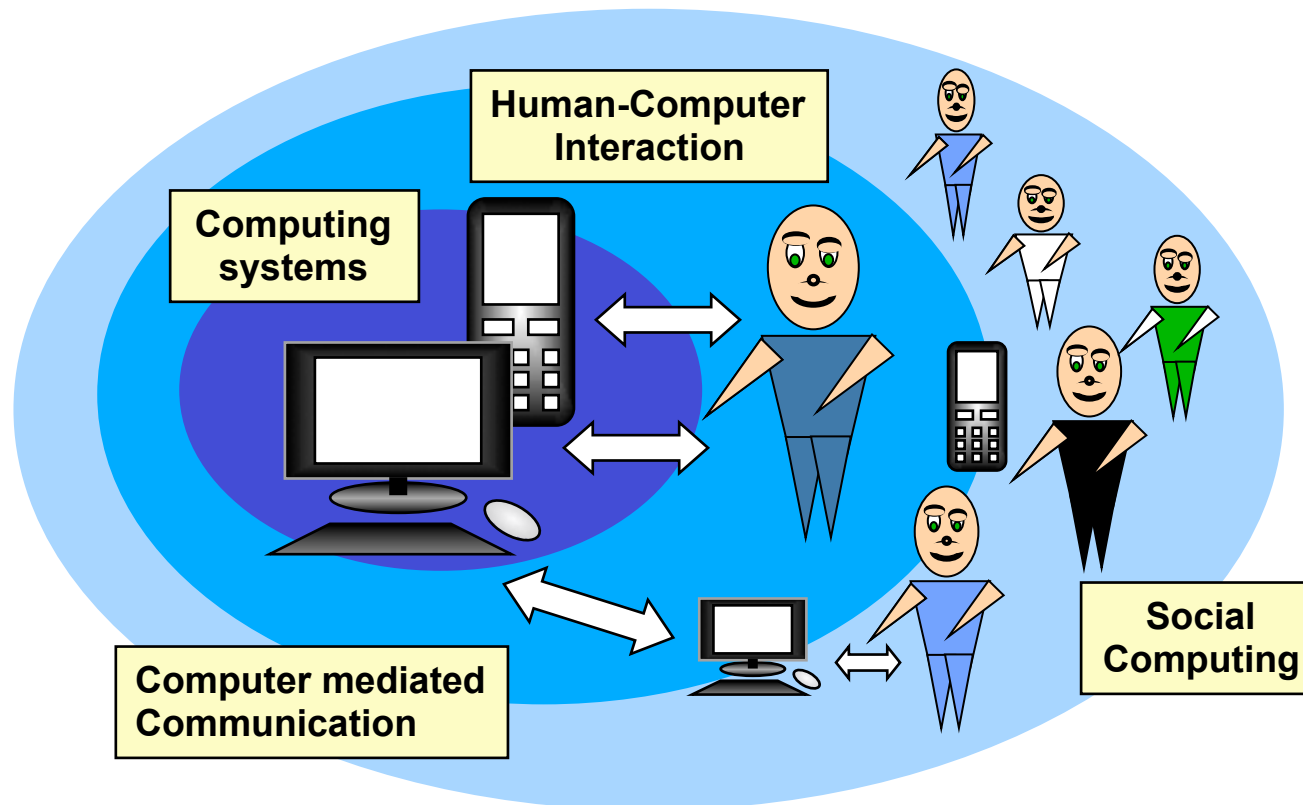 Human-Computer
Interaction
Computing
systems
Social
Computing
Computer mediated
Communication